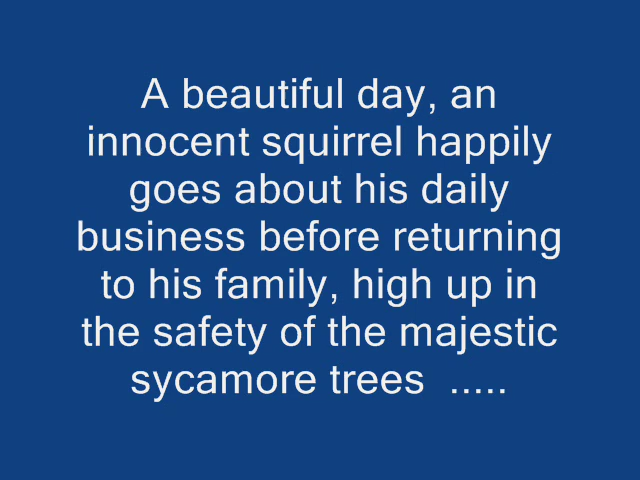 A beautiful day, an
innocent squirrel happily
goes about his daily
business before returning
to his family, high up in
the safety of the majestic
sycamore trees  .....